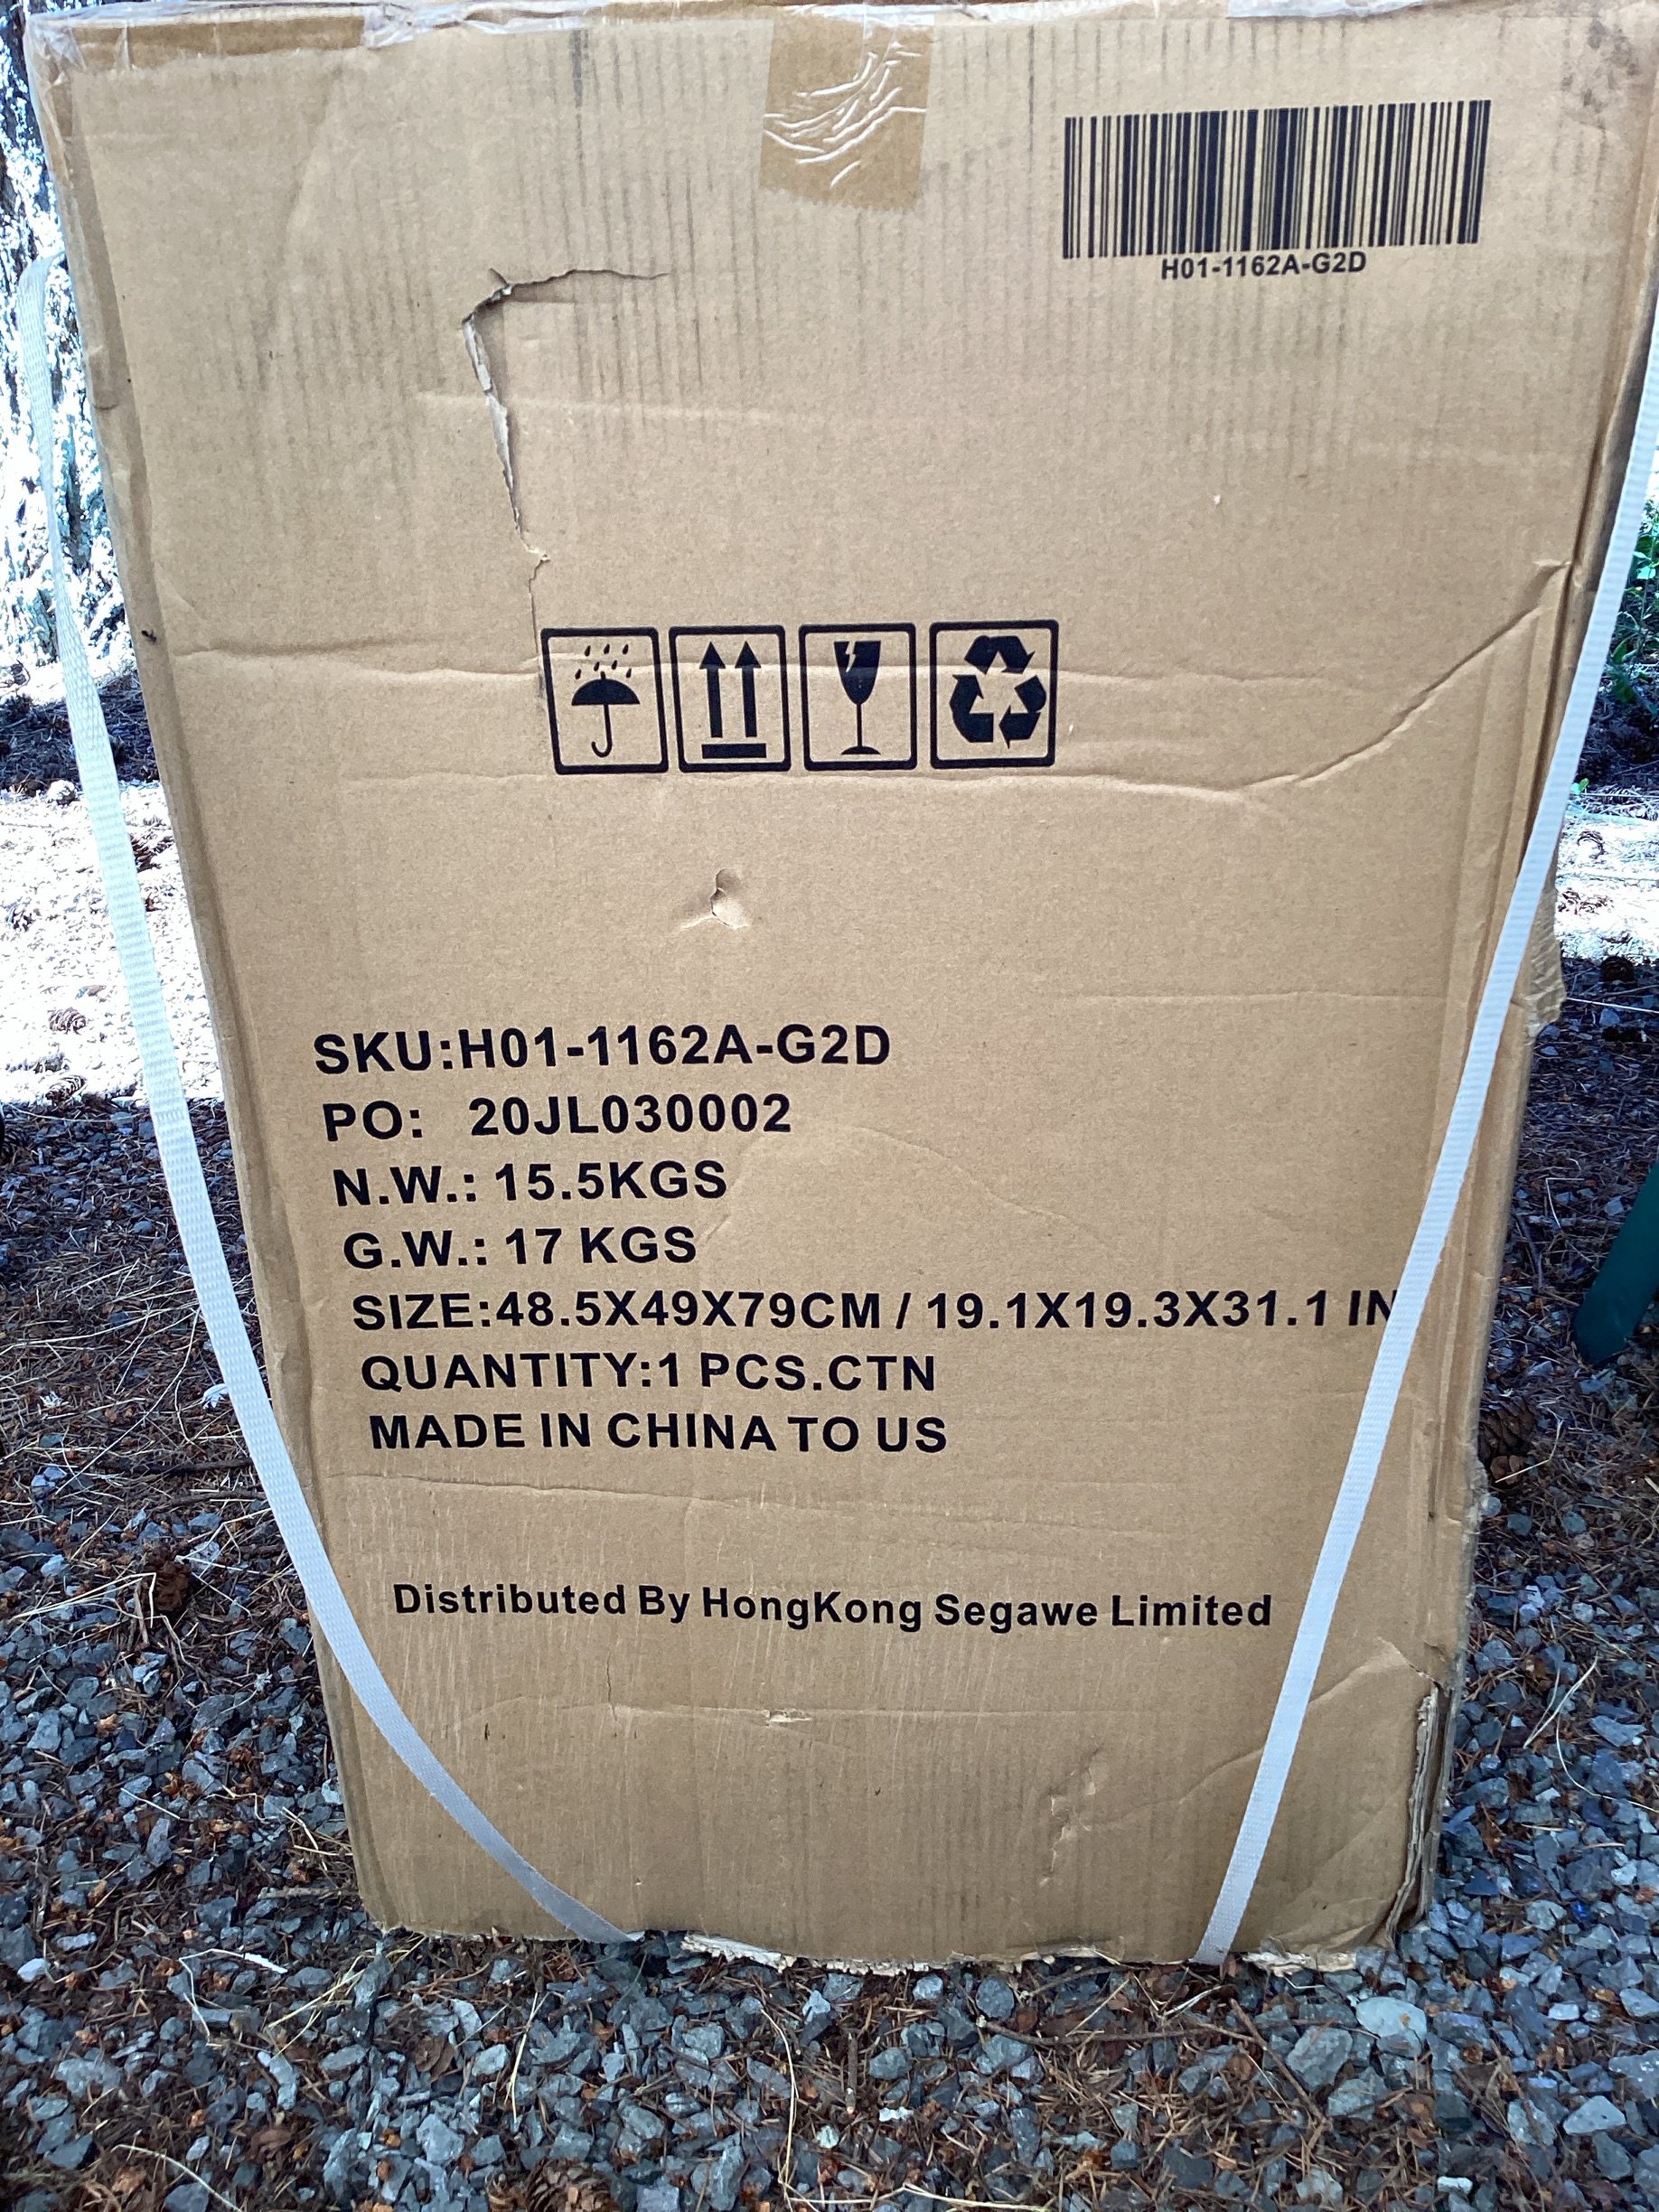 H01-1162A-G2D
SKU:H01-1162A-G2D
PO: 20JL030002
N.W.: 15.5KGS
G.W.: 17 KGS
SIZE:48.5X49X79CM / 19.1X19.3X31.1 IN
QUANTITY:1 PCS.CTN
MADE IN CHINA TO US
Distributed By HongKong Segawe Limited